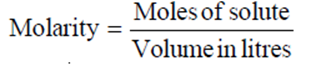 Molarity = Moles of solute / Volume in litres